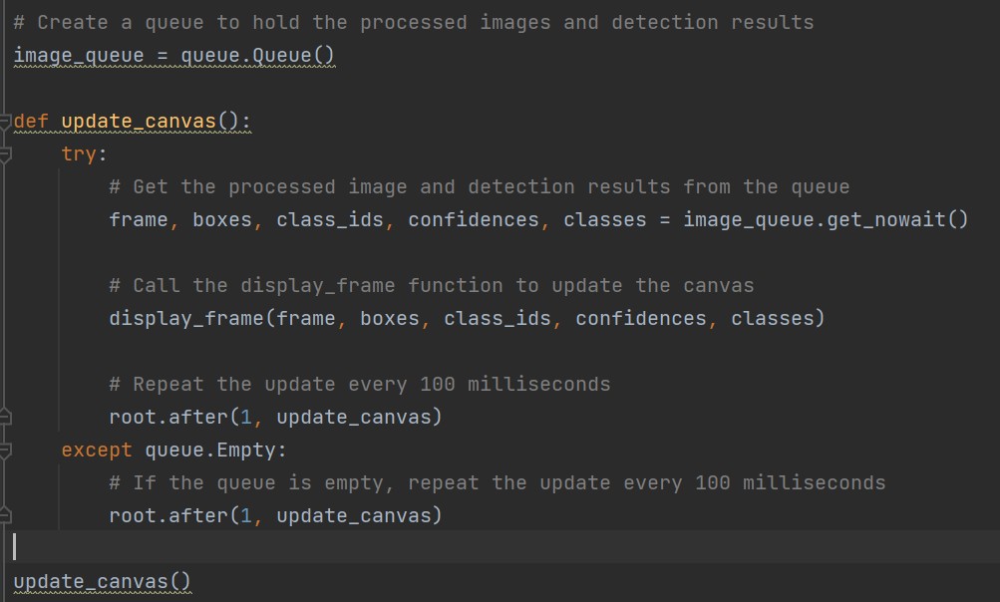 # Create a queue to hold the processed images and detection results
image_queue = queue.Queue()

def update_canvas():
    try:
        # Get the processed image and detection results from the queue
        frame, boxes, class_ids, confidences, classes = image_queue.get_nowait()

        # Call the display_frame function to update the canvas
        display_frame(frame, boxes, class_ids, confidences, classes)

        # Repeat the update every 100 milliseconds
        root.after(1, update_canvas)
    except queue.Empty:
        # If the queue is empty, repeat the update every 100 milliseconds
        root.after(1, update_canvas)

update_canvas()